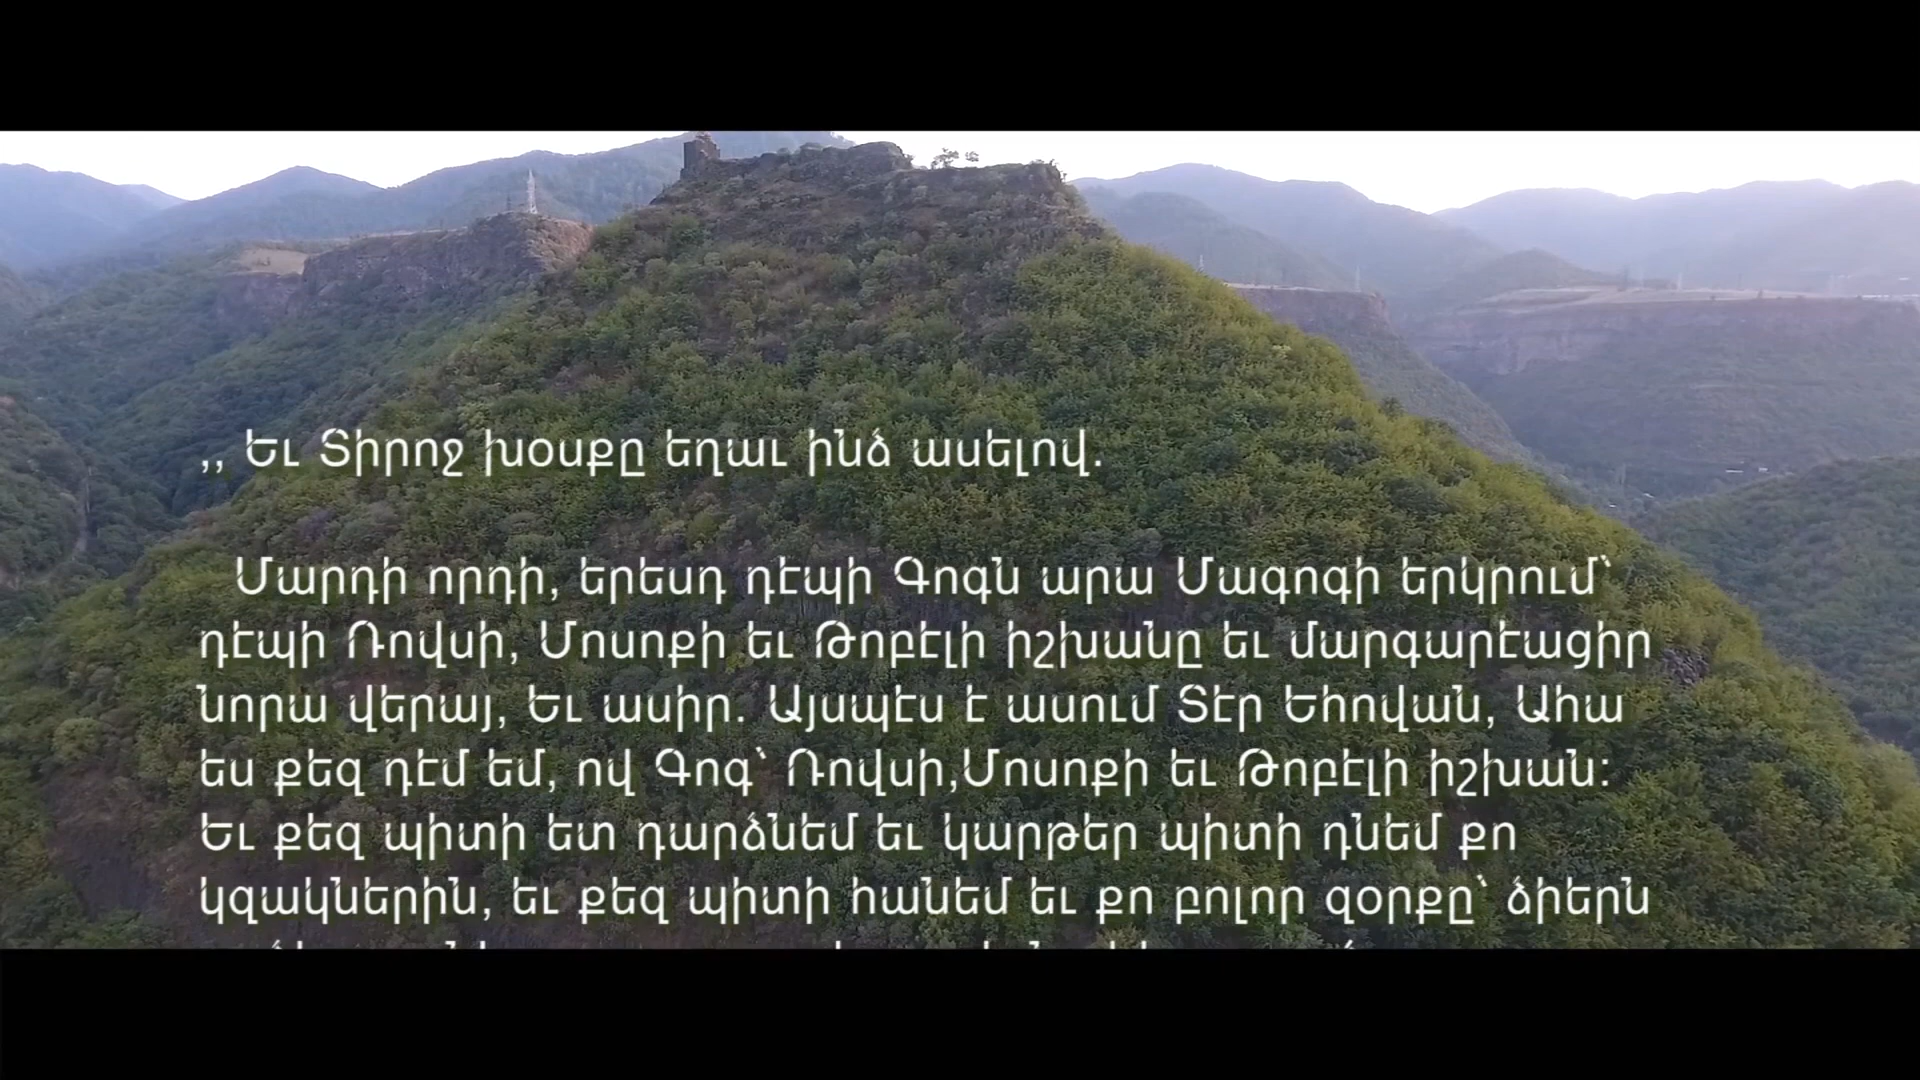 ,, Եւ Տիրոջ խօսքը եղաւ ինձ ասելով.
Մարդի որդի, երեսդ դէպի Գոգն արա Մագոգի երկրում՝
դէպի Ռովսի, Մոսոքի եւ Թոբէլի իշխանը եւ մարգարէացիր
նորա վերայ, Եւ ասիր. Այսպէս է ասում Տէր Եհովան, Ահա
ես քեզ դէմ եմ, ով Գոգ՝ Ռովսի,Մոսոքի եւ Թոբէլի իշխան:
Եւ քեզ պիտի ետ դարձնեմ եւ կարթեր պիտի դնեմ քո
կզակներին, եւ քեզ պիտի հանեմ եւ քո բոլոր զօրքը՝ ձիերն